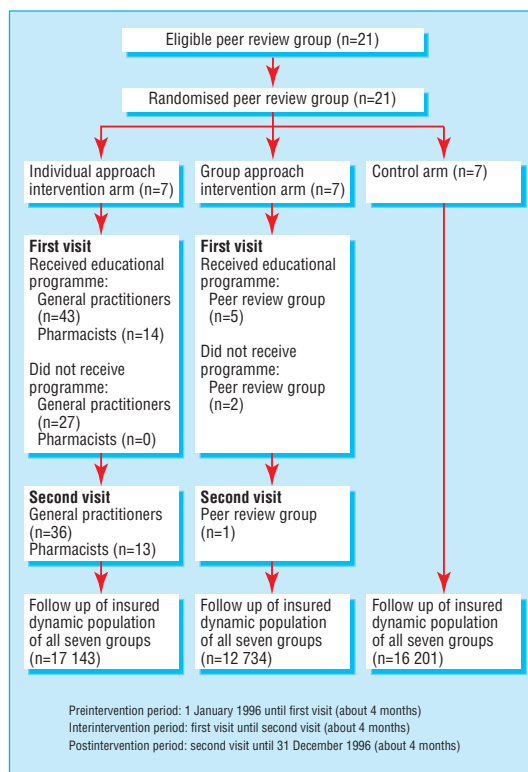 Eligible peer review group (n=21)
Randomised peer review group (n=21)
Individual approach
intervention arm (n=7)
Group approach
intervention arm (n=7)
Control arm (n=7)
First visit
Received educational
programme:
General practitioners
(n=43)
Pharmacists (n=14)
Did not receive
programme:
General practitioners
(n=27)
Pharmacists (n=0)
First visit
Received educational
programme:
Peer review group
(n=5)
Did not receive
programme:
Peer review group
(n=2)
Second visit
General practitioners
(n=36)
Pharmacists (n=13)
Second visit
Peer review group
(n=1)
Follow up of insured
dynamic population
of all seven groups
(n=17 143)
Follow up of insured
dynamic population
of all seven groups
(n=12 734)
Follow up of insured
dynamic population
of all seven groups
(n=16 201)
Preintervention period: 1 January 1996 until first visit (about 4 months)
Interintervention period: first visit until second visit (about 4 months)
Postintervention period: second visit until 31 December 1996 (about 4 months)